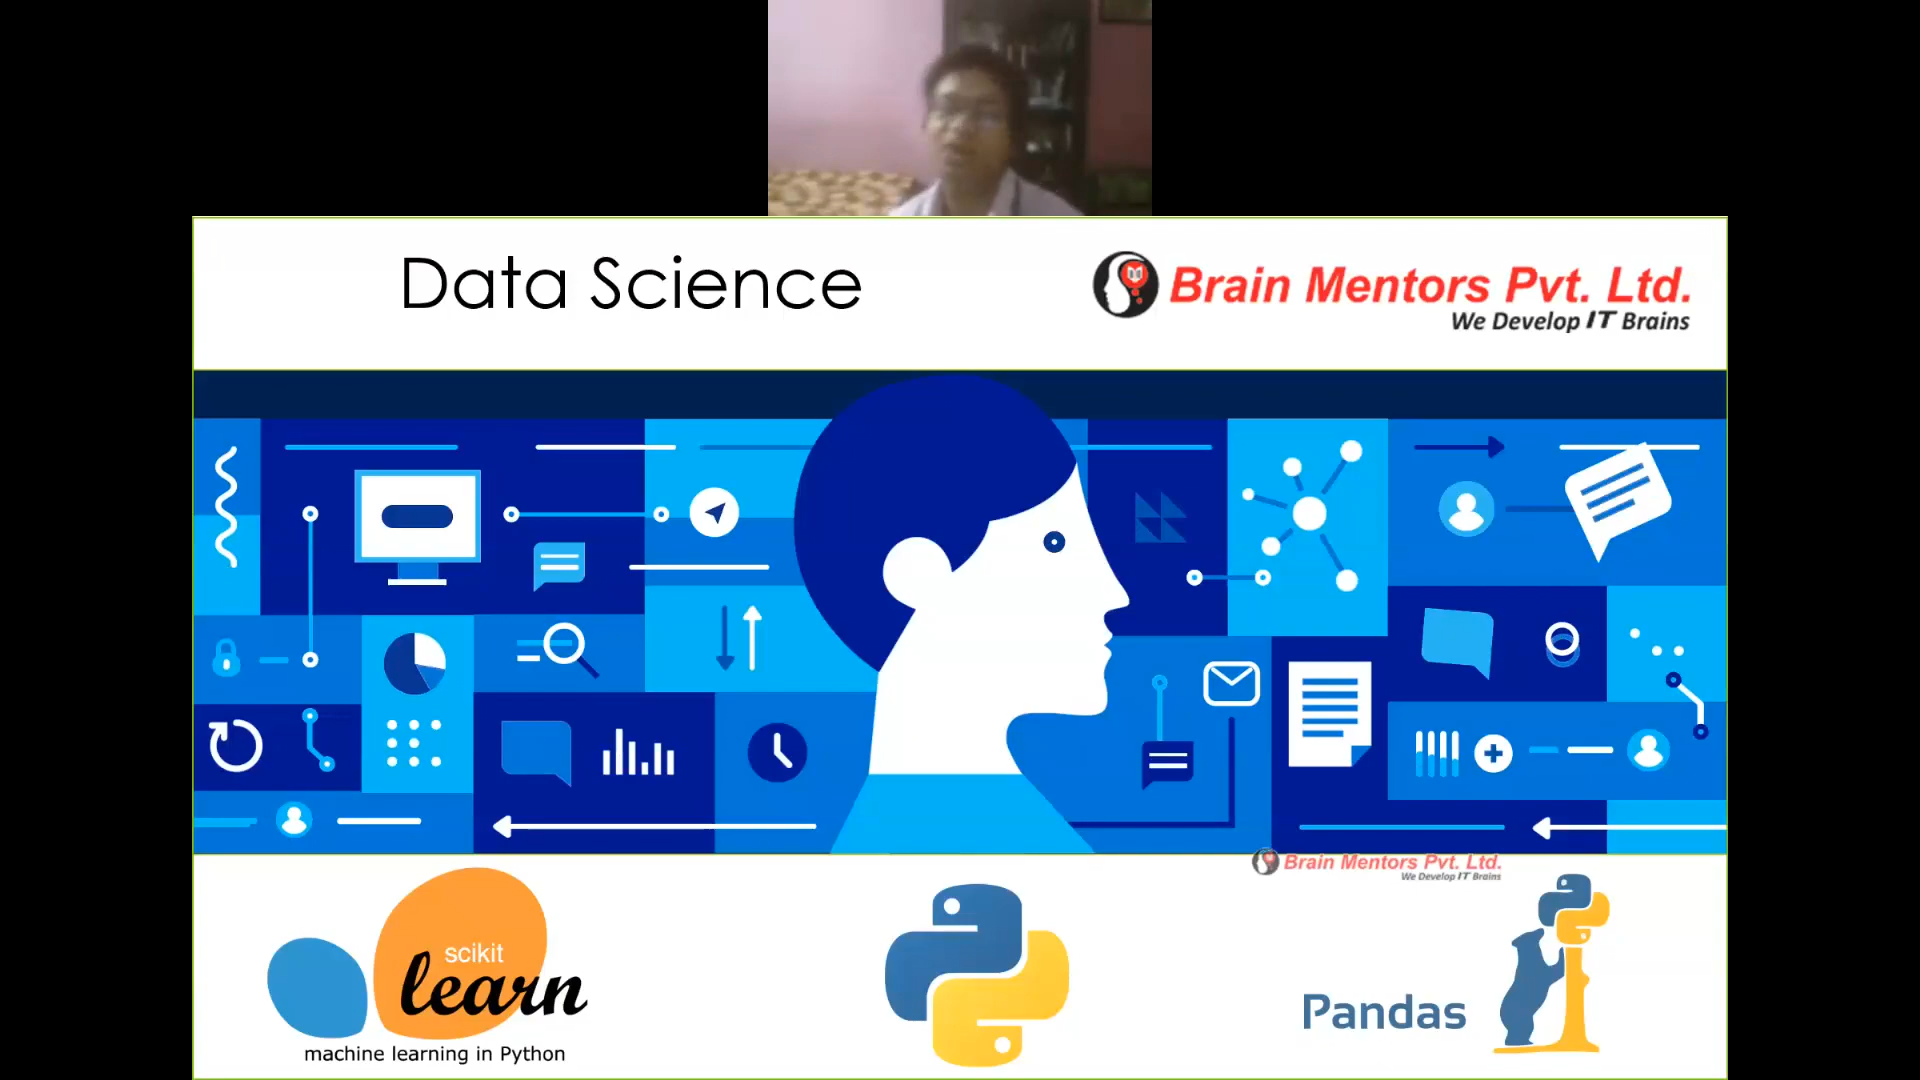 Data Science
Brain Mentors Pvt. Ltd.
We Develop IT Brains
Brain Mentors Pvt. Ltd.
We Develop IT Brains
scikit
learn
machine learning in Python
Pandas